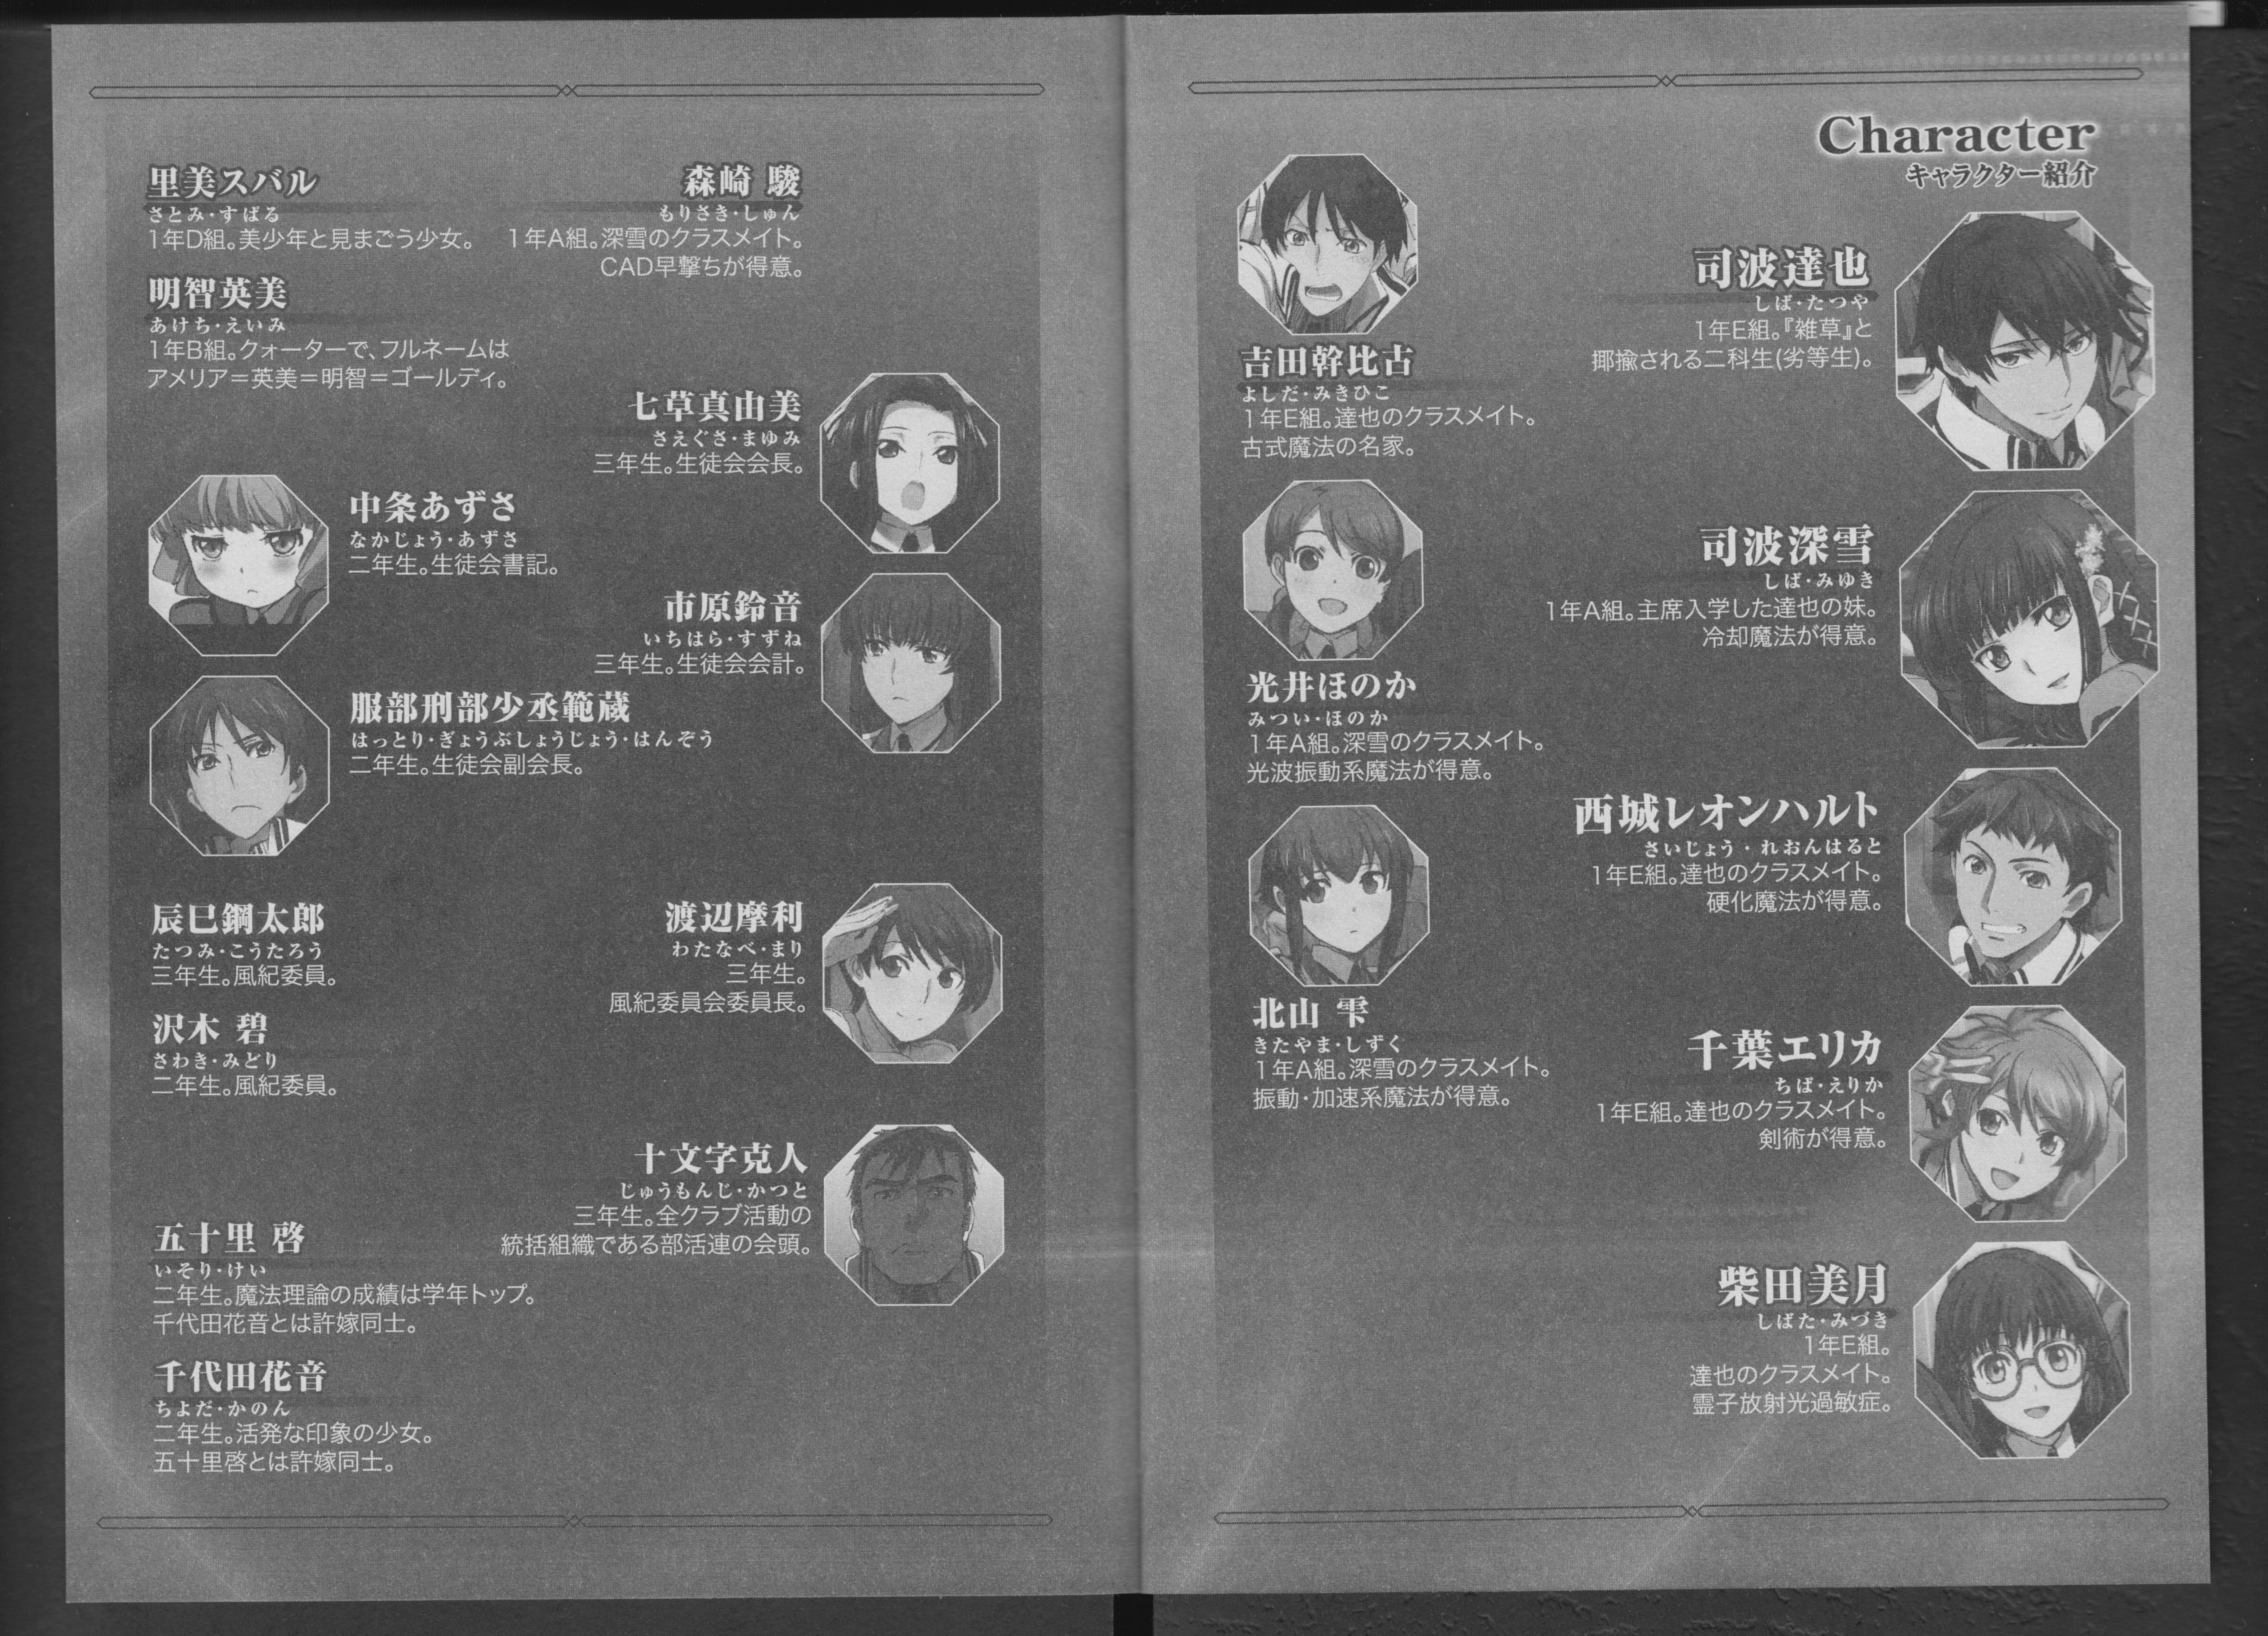 Character
キャラクター紹介
司波達也
しば・たつや
1年E組。『雑草』と
揶揄される二科生(劣等生)。
司波深雪
しば・みゆき
1年A組。主席入学した達也の妹。
冷却魔法が得意。
西城レオンハルト
さいじょう・れおんはると
1年E組。達也のクラスメイト。
硬化魔法が得意。
千葉エリカ
ちば・えりか
1年E組。達也のクラスメイト。
剣術が得意。
柴田美月
しばた・みづき
1年E組。
達也のクラスメイト。
霊子放射光過敏症。
吉田幹比古
よしだ・みきひこ
1年E組。達也のクラスメイト。
古式魔法の名家。
光井ほのか
みつい・ほのか
1年A組。深雪のクラスメイト。
光波振動系魔法が得意。
北山 雫
きたやま・しずく
1年A組。深雪のクラスメイト。
振動・加速系魔法が得意。
森崎 駿
もりさき・しゅん
1年A組。深雪のクラスメイト。
CAD早撃ちが得意。
里美スバル
さとみ・すばる
1年D組。美少年と見まごう少女。
明智英美
あけち・えいみ
1年B組。クォーターで、フルネームは
アメリア＝英美＝明智＝ゴールディ。
七草真由美
さえぐさ・まゆみ
三年生。生徒会会長。
中条あずさ
なかじょう・あずさ
二年生。生徒会書記。
市原鈴音
いちはら・すずね
三年生。生徒会会計。
服部刑部少丞範蔵
はっとり・ぎょうぶしょうじょう・はんぞう
二年生。生徒会副会長。
渡辺摩利
わたなべ・まり
三年生。
風紀委員会委員長。
辰巳鋼太郎
たつみ・こうたろう
三年生。風紀委員。
沢木 碧
さわき・みどり
二年生。風紀委員。
十文字克人
じゅうもんじ・かつと
三年生。全クラブ活動の
統括組織である部活連の会頭。
五十里 啓
いそり・けい
二年生。魔法理論の成績は学年トップ。
千代田花音とは許嫁同士。
千代田花音
ちよだ・かのん
二年生。活発な印象の少女。
五十里啓とは許嫁同士。